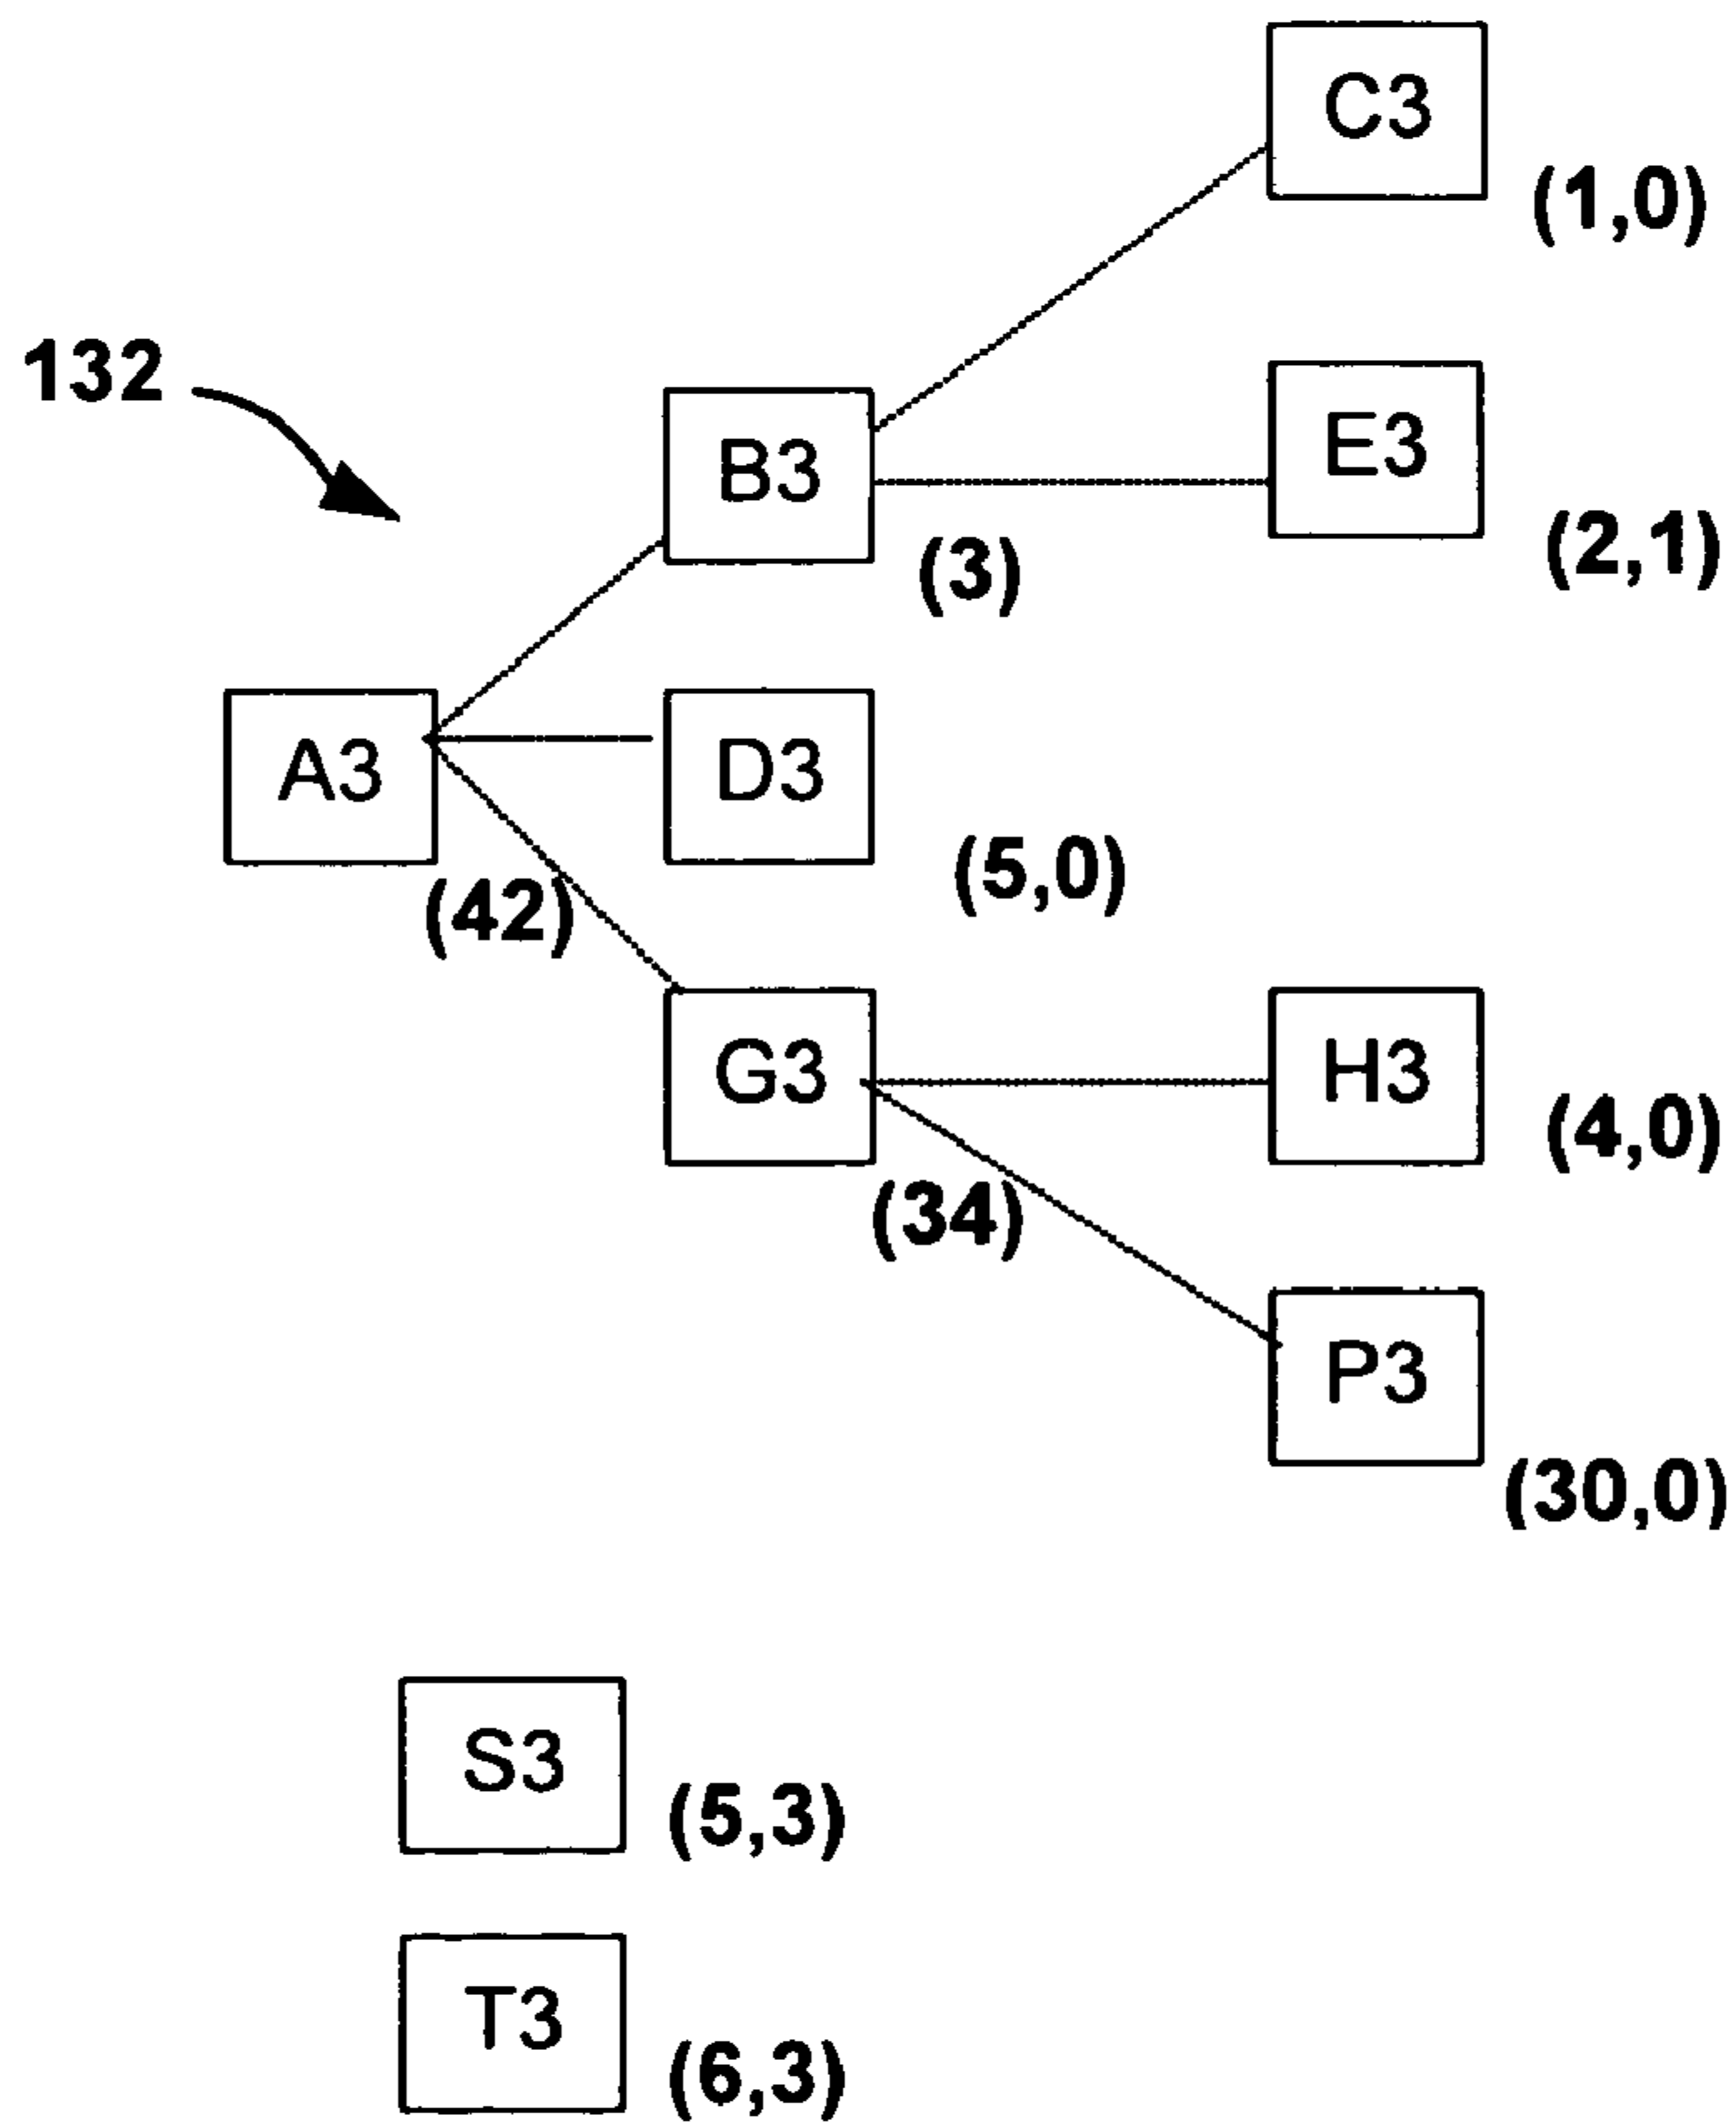 C3
(1,0)
132
B3
E3
(3)
(2,1)
A3
D3
(42)
(5,0)
G3
H3
(34)
(4,0)
P3
(30,0)
S3
(5,3)
T3
(6,3)